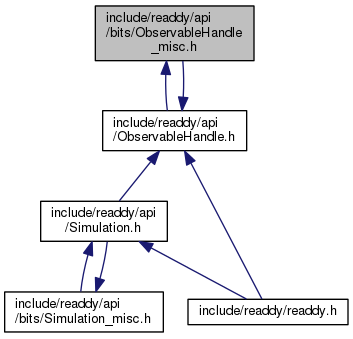 include/readdy/api
/bits/ObservableHandle
_misc.h
include/readdy/api
/ObservableHandle.h
include/readdy/api
/Simulation.h
include/readdy/api
/bits/Simulation_misc.h
include/readdy/readdy.h